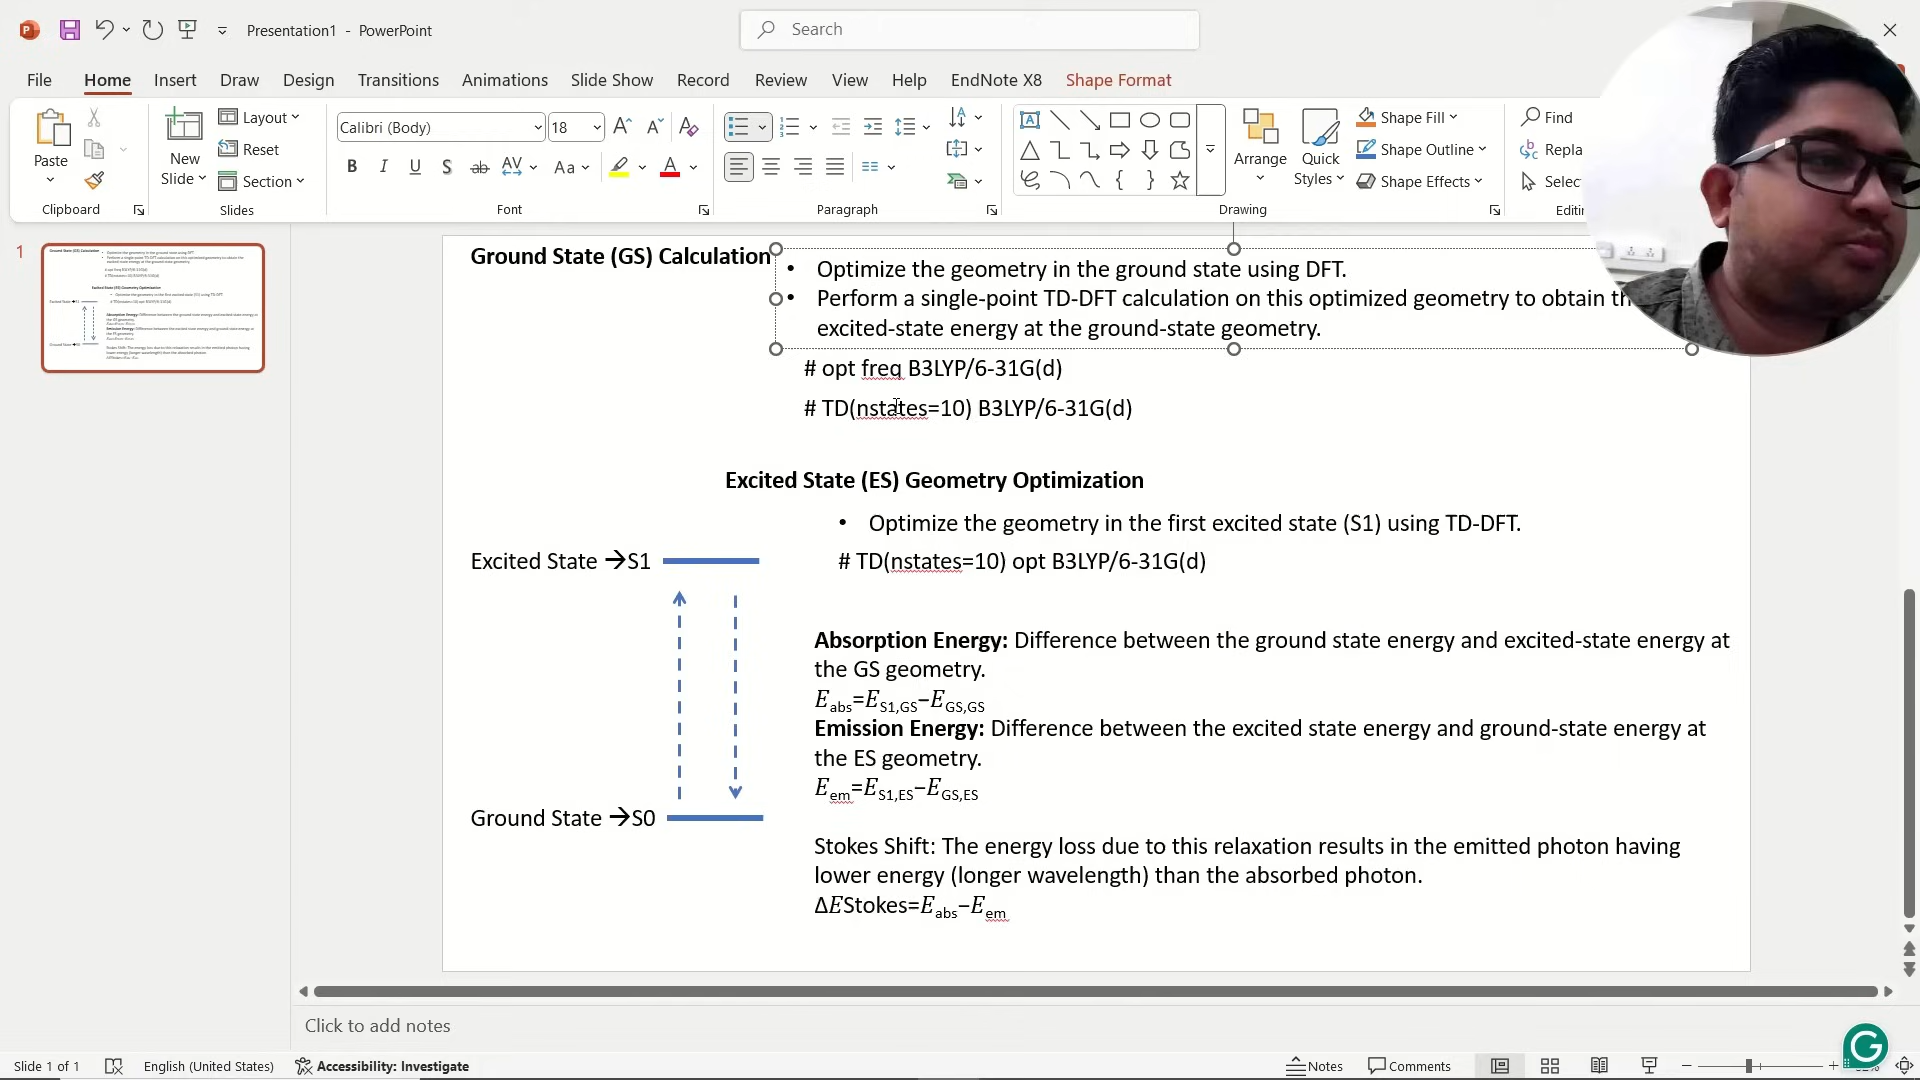 Presentation1 - PowerPoint
Search
File Home Insert Draw Design Transitions Animations Slide Show Record Review View Help EndNote X8 Shape Format
Paste
Clipboard
New Slide
Layout
Reset
Section
Slides
Calibri (Body) 18
Font
Paragraph
Arrange
Quick Styles
Shape Fill
Shape Outline
Shape Effects
Drawing
Find
Repla
Selec
Editin
1
Ground State (GS) Calculation
• Optimize the geometry in the ground state using DFT.
• Perform a single-point TD-DFT calculation on this optimized geometry to obtain th
excited-state energy at the ground-state geometry.
# opt freq B3LYP/6-31G(d)
# TD(nstates=10) B3LYP/6-31G(d)
Excited State (ES) Geometry Optimization
• Optimize the geometry in the first excited state (S1) using TD-DFT.
Excited State →S1
# TD(nstates=10) opt B3LYP/6-31G(d)
Absorption Energy: Difference between the ground state energy and excited-state energy at
the GS geometry.
Eabs=ES1,GS−EGS,GS
Emission Energy: Difference between the excited state energy and ground-state energy at
the ES geometry.
Eem=ES1,ES−EGS,ES
Ground State →S0
Stokes Shift: The energy loss due to this relaxation results in the emitted photon having
lower energy (longer wavelength) than the absorbed photon.
ΔEStokes=Eabs−Eem
Click to add notes
Slide 1 of 1 English (United States) Accessibility: Investigate Notes Comments